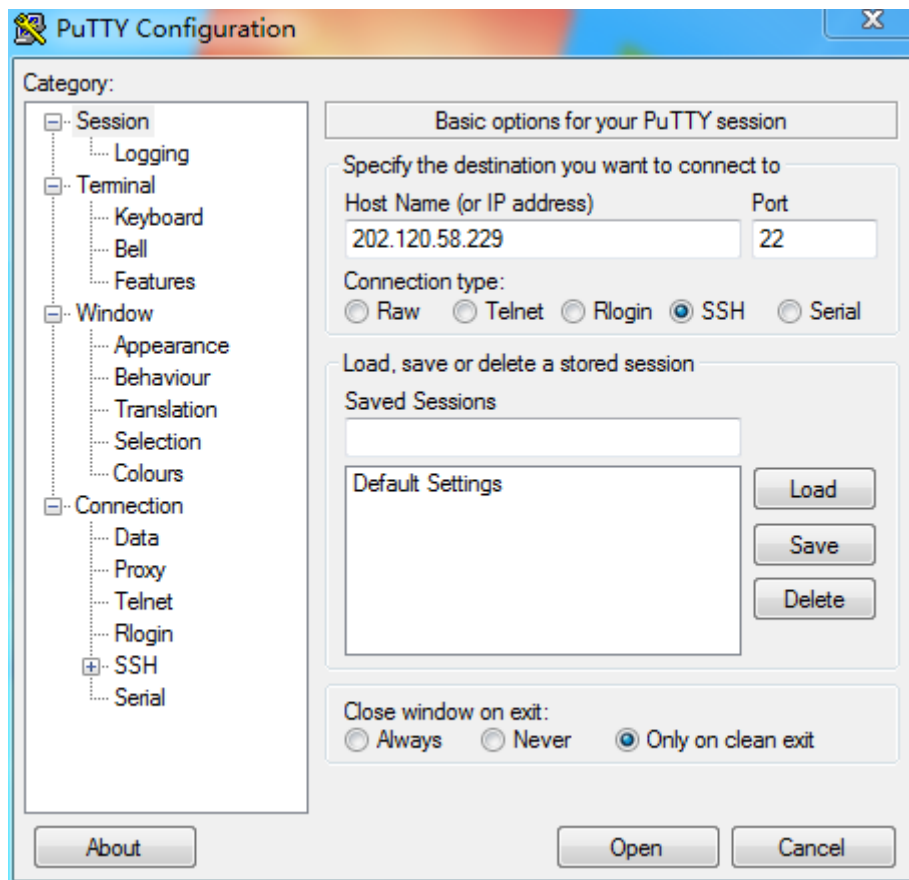 PuTTY Configuration
X
Category:
Session
Logging
Terminal
Keyboard
Bell
Features
Window
Appearance
Behaviour
Translation
Selection
Colours
Connection
Data
Proxy
Telnet
Rlogin
SSH
Serial
Basic options for your PuTTY session
Specify the destination you want to connect to
Host Name (or IP address) Port
202.120.58.229 22
Connection type:
Raw Telnet Rlogin SSH Serial
Load, save or delete a stored session
Saved Sessions
Default Settings
Load
Save
Delete
Close window on exit:
Always Never Only on clean exit
About Open Cancel